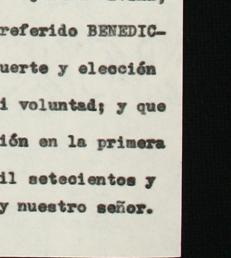 referido BENEDIC-
uerte y elección
i voluntad; y que
ión en la primera
il setecientos y
y nuestro señor.